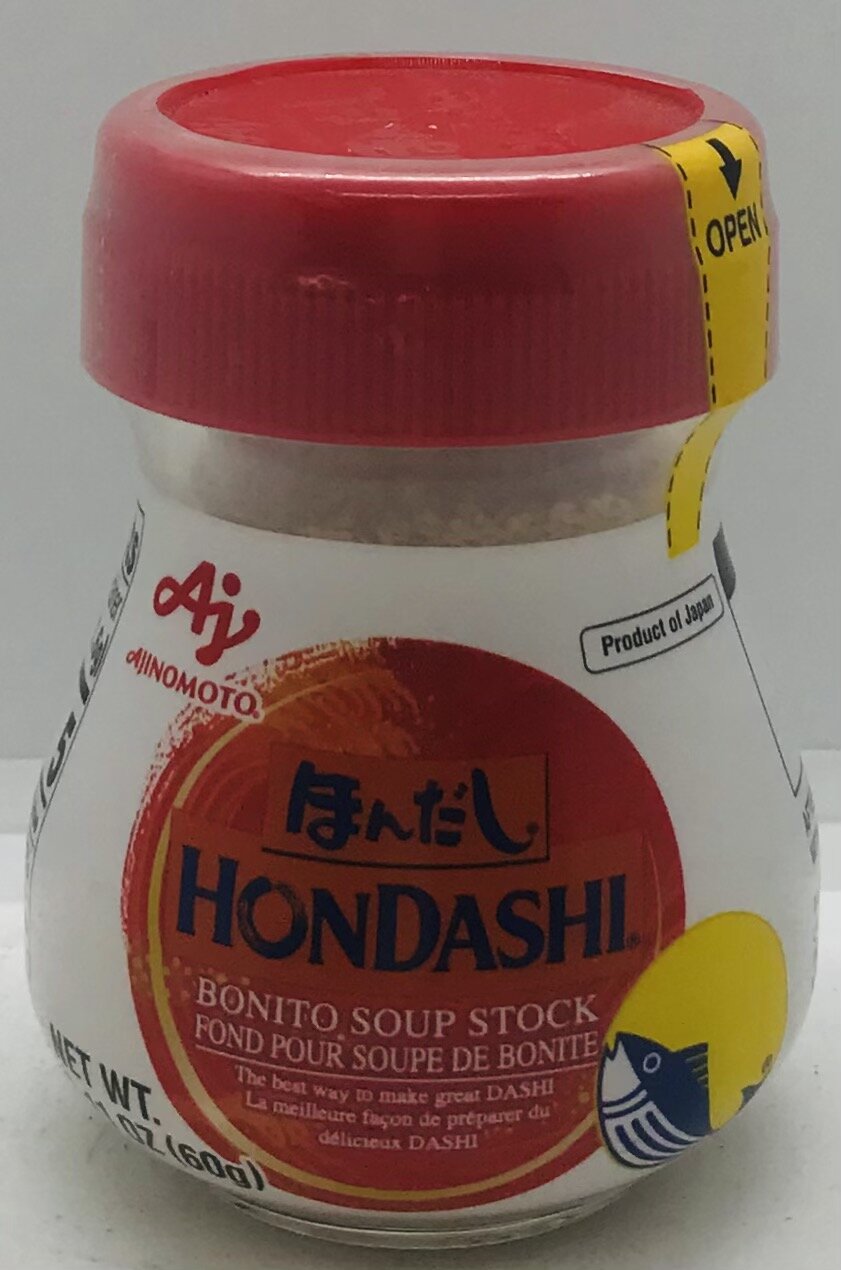 OPEN
Aj
AJINOMOTO®
Product of Japan
ほんだし®
HONDASHI®
BONITO SOUP STOCK
FOND POUR SOUPE DE BONITE
The best way to make great DASHI
La meilleure façon de préparer du
délicieux DASHI
NET WT.
OZ (60g)